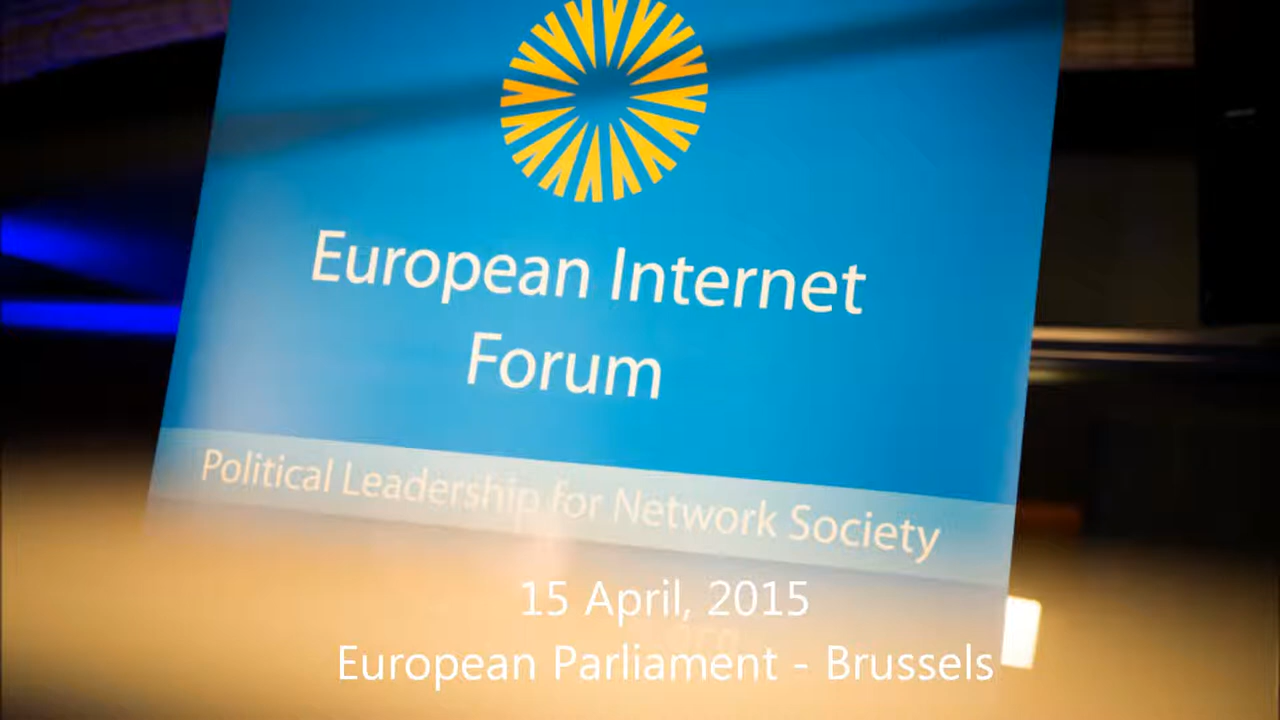 European Internet
Forum
Political Leadership for Network Society
15 April, 2015
European Parliament - Brussels